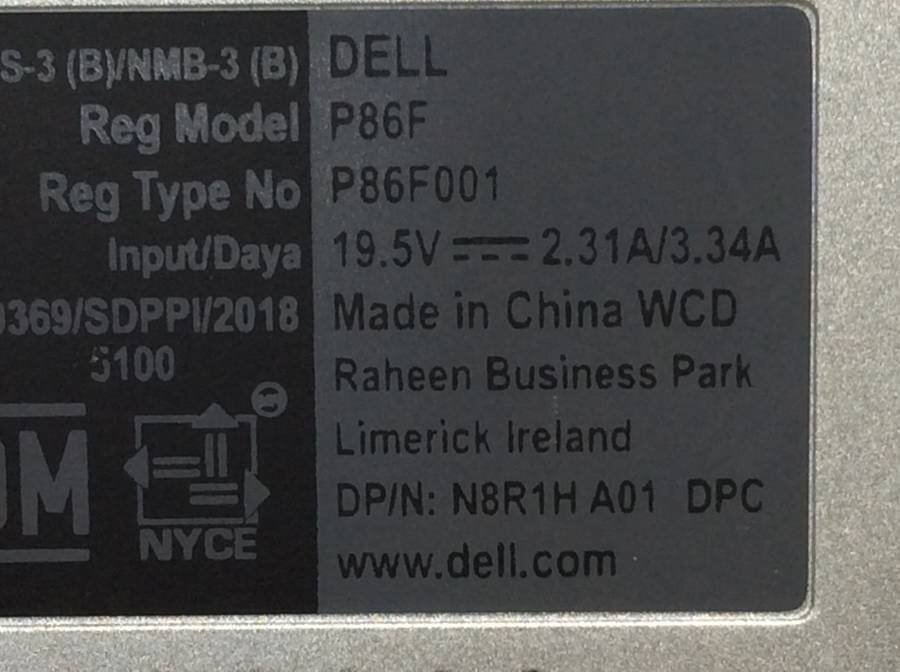 S-3 (B)/NMB-3 (B) DELL
Reg Model P86F
Reg Type No P86F001
Input/Daya 19.5V 2.31A/3.34A
369/SDPPI/2018 Made in China WCD
5100 Raheen Business Park
Limerick Ireland
OM NYCE 1
DP/N: N8R1H A01 DPC
www.dell.com